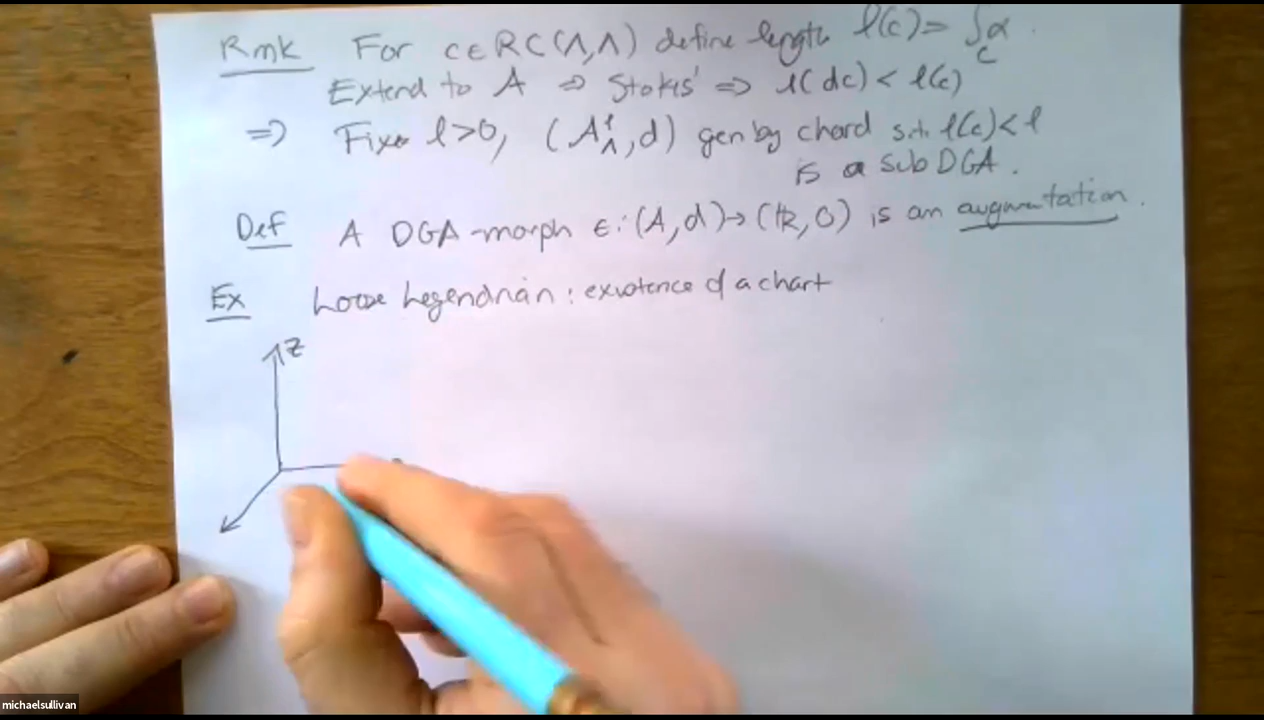 Rmk For c∈RC(Λ,Λ) define length l(c)=∫_c α.
Extend to A ⇒ Stokes' ⇒ l(dc)<l(c)
⇒ Fix l>0, (A^l_Λ,d) gen by chord s.t. l(c)<l
is a sub DGA.
Def A DGA-morph ϵ:(A,d)→(k,0) is an augmentation.
Ex Loose Legendrian: existence of a chart
z
michaelsullivan